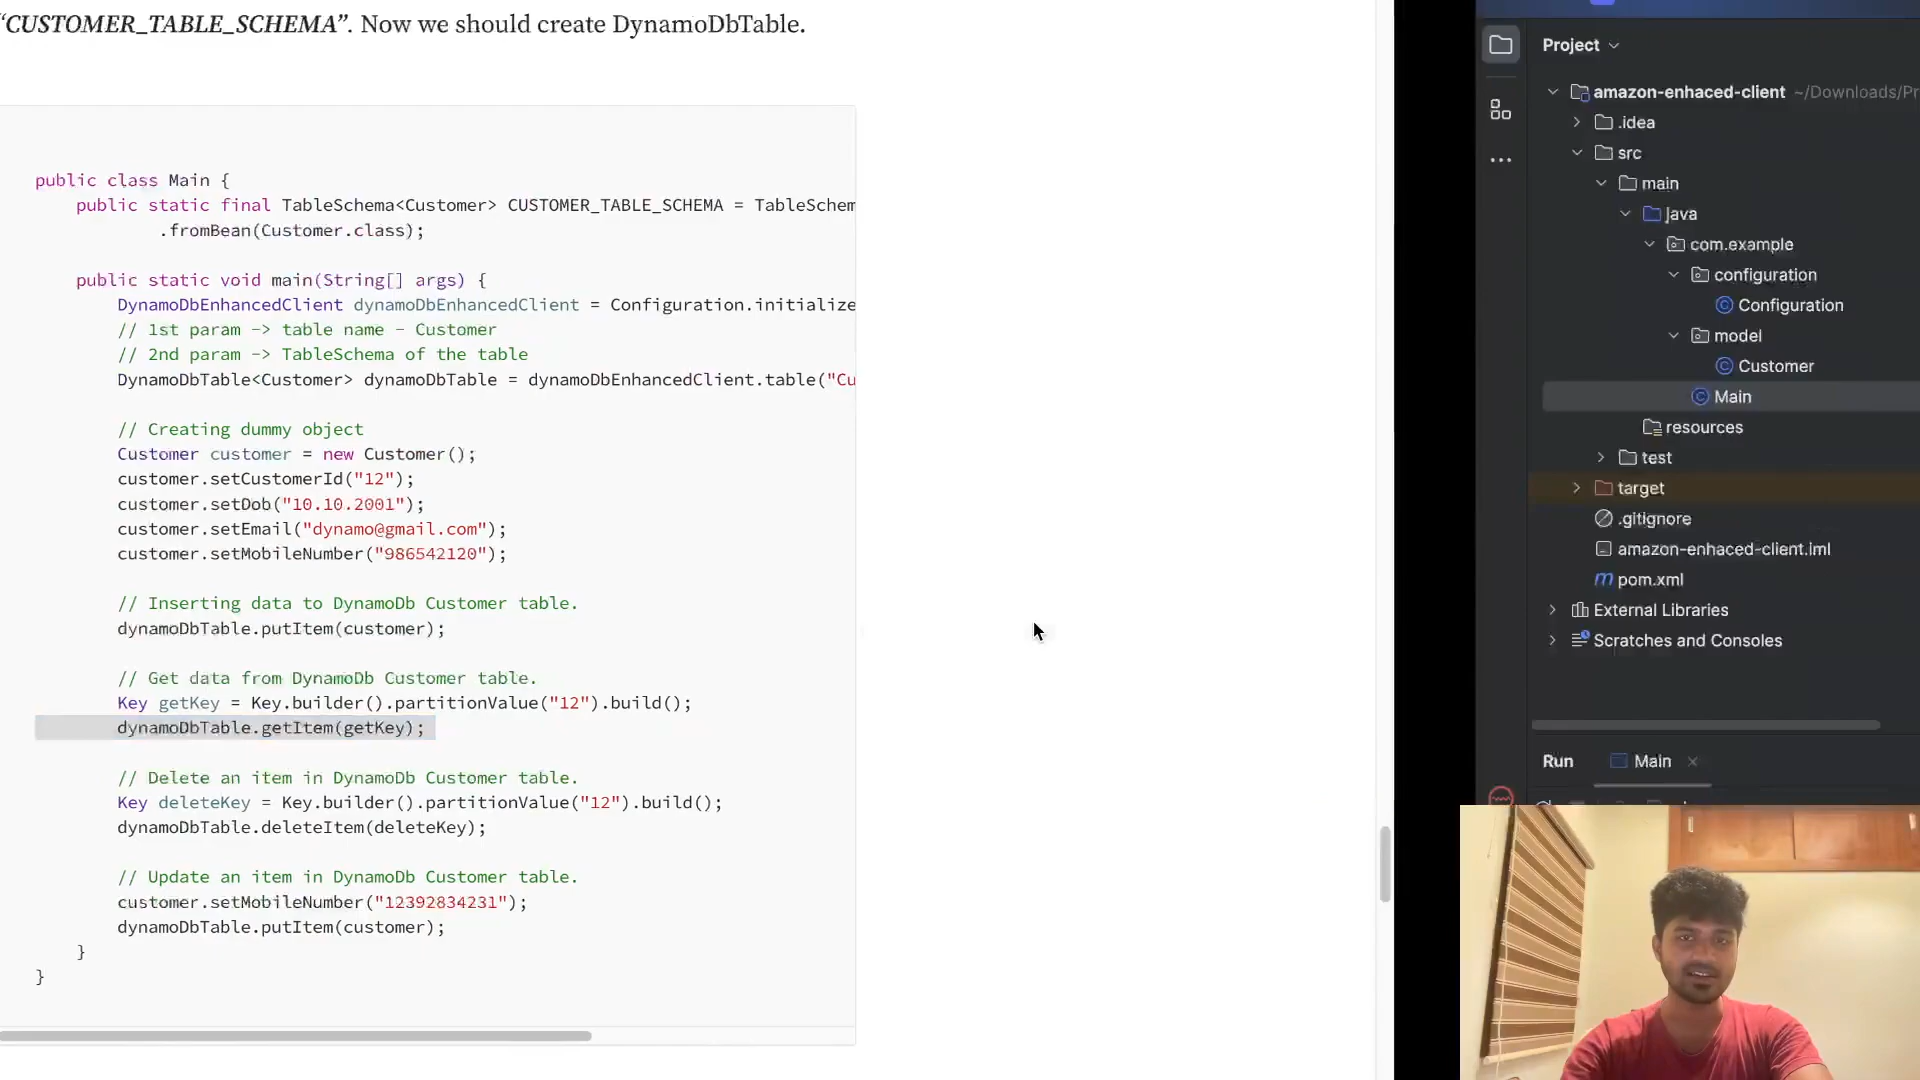 “CUSTOMER_TABLE_SCHEMA”. Now we should create DynamoDbTable.
public class Main {
public static final TableSchema<Customer> CUSTOMER_TABLE_SCHEMA = TableSchem
.fromBean(Customer.class);
public static void main(String[] args) {
DynamoDbEnhancedClient dynamoDbEnhancedClient = Configuration.initialize
// 1st param -> table name - Customer
// 2nd param -> TableSchema of the table
DynamoDbTable<Customer> dynamoDbTable = dynamoDbEnhancedClient.table("Cu
// Creating dummy object
Customer customer = new Customer();
customer.setCustomerId("12");
customer.setDob("10.10.2001");
customer.setEmail("dynamo@gmail.com");
customer.setMobileNumber("986542120");
// Inserting data to DynamoDb Customer table.
dynamoDbTable.putItem(customer);
// Get data from DynamoDb Customer table.
Key getKey = Key.builder().partitionValue("12").build();
dynamoDbTable.getItem(getKey);
// Delete an item in DynamoDb Customer table.
Key deleteKey = Key.builder().partitionValue("12").build();
dynamoDbTable.deleteItem(deleteKey);
// Update an item in DynamoDb Customer table.
customer.setMobileNumber("12392834231");
dynamoDbTable.putItem(customer);
}
}
Project
amazon-enhaced-client ~/Downloads/Pr
.idea
src
main
java
com.example
configuration
Configuration
model
Customer
Main
resources
test
target
.gitignore
amazon-enhaced-client.iml
pom.xml
External Libraries
Scratches and Consoles
Run Main